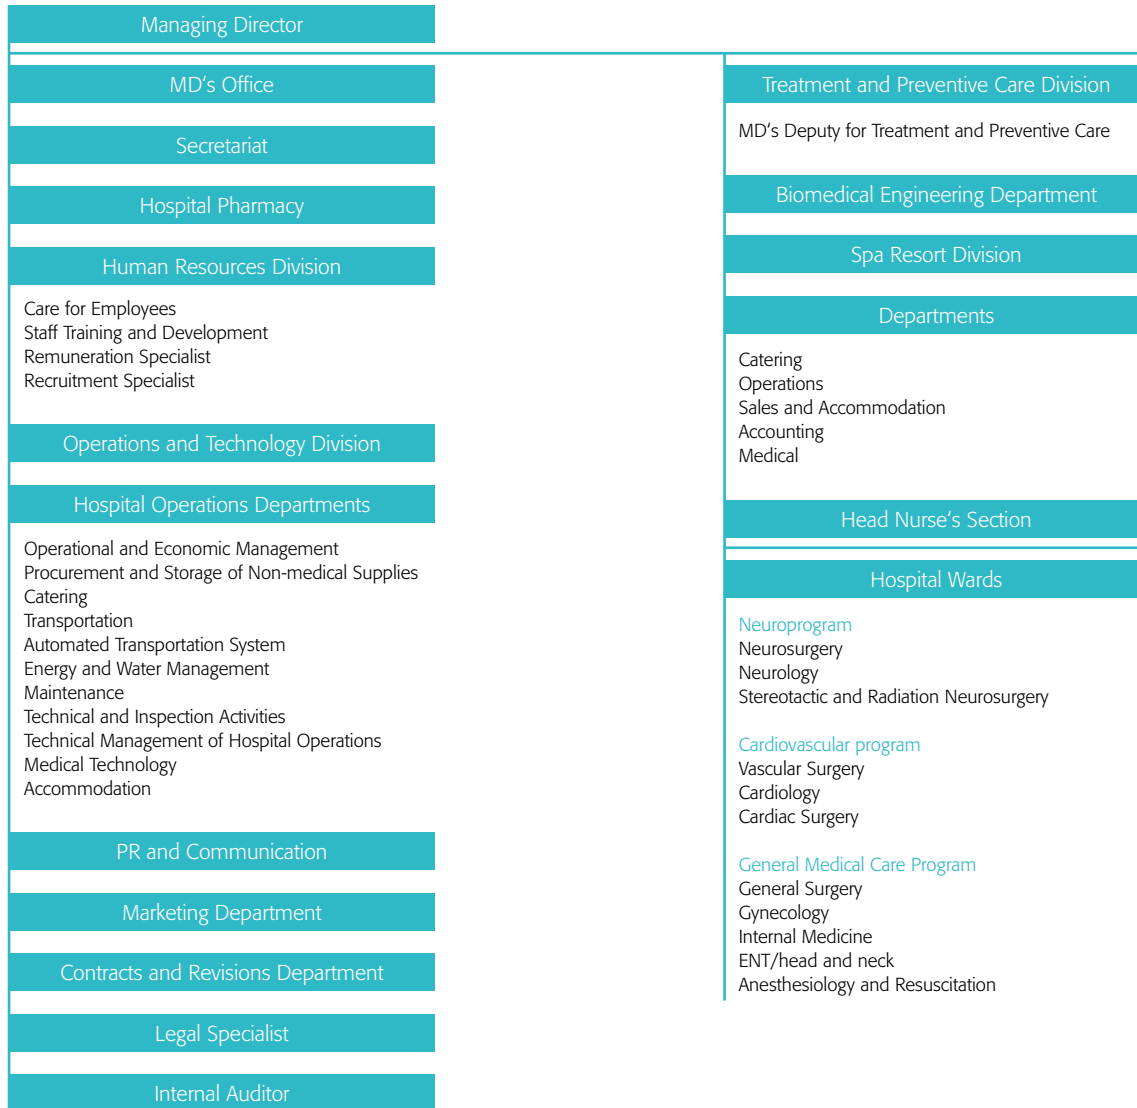 Managing Director
MD‘s Office
Secretariat
Hospital Pharmacy
Human Resources Division
Care for Employees
Staff Training and Development
Remuneration Specialist
Recruitment Specialist
Operations and Technology Division
Hospital Operations Departments
Operational and Economic Management
Procurement and Storage of Non-medical Supplies
Catering
Transportation
Automated Transportation System
Energy and Water Management
Maintenance
Technical and Inspection Activities
Technical Management of Hospital Operations
Medical Technology
Accommodation
PR and Communication
Marketing Department
Contracts and Revisions Department
Legal Specialist
Internal Auditor
Treatment and Preventive Care Division
MD‘s Deputy for Treatment and Preventive Care
Biomedical Engineering Department
Spa Resort Division
Departments
Catering
Operations
Sales and Accommodation
Accounting
Medical
Head Nurse‘s Section
Hospital Wards
Neuroprogram
Neurosurgery
Neurology
Stereotactic and Radiation Neurosurgery
Cardiovascular program
Vascular Surgery
Cardiology
Cardiac Surgery
General Medical Care Program
General Surgery
Gynecology
Internal Medicine
ENT/head and neck
Anesthesiology and Resuscitation